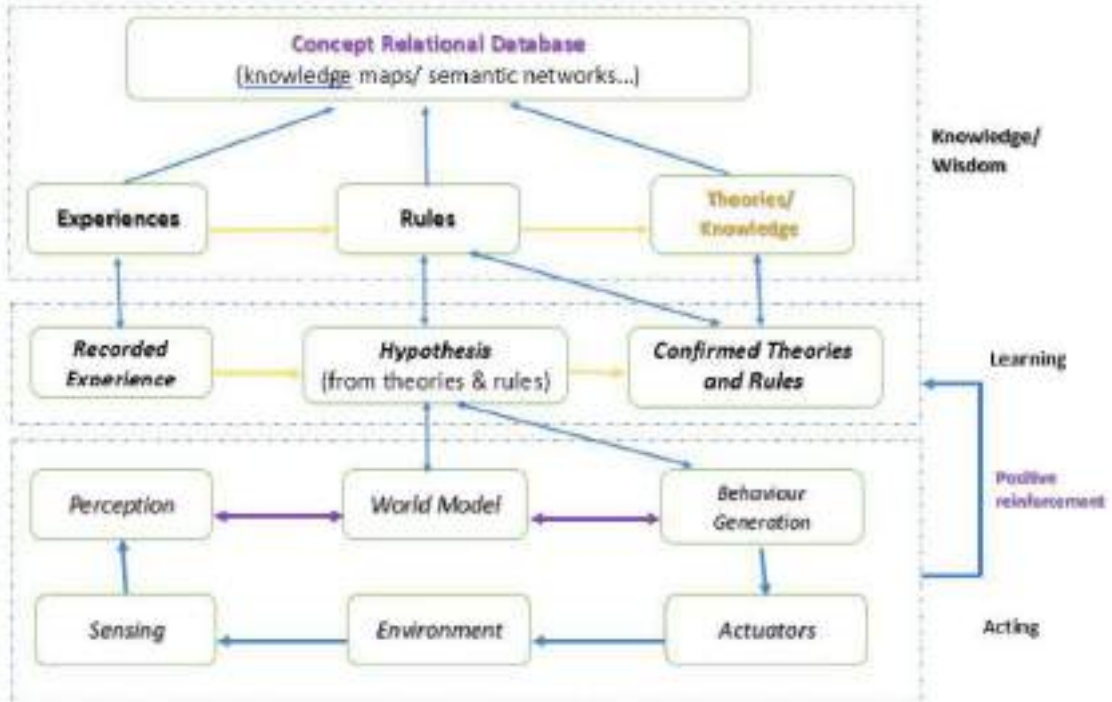 Concept Relational Database
(knowledge maps/ semantic networks...)
Knowledge/
Wisdom
Experiences
Rules
Theories/
Knowledge
Recorded
Experience
Hypothesis
(from theories & rules)
Confirmed Theories
and Rules
Learning
Positive
reinforcement
Perception
World Model
Behaviour
Generation
Sensing
Environment
Actuators
Acting